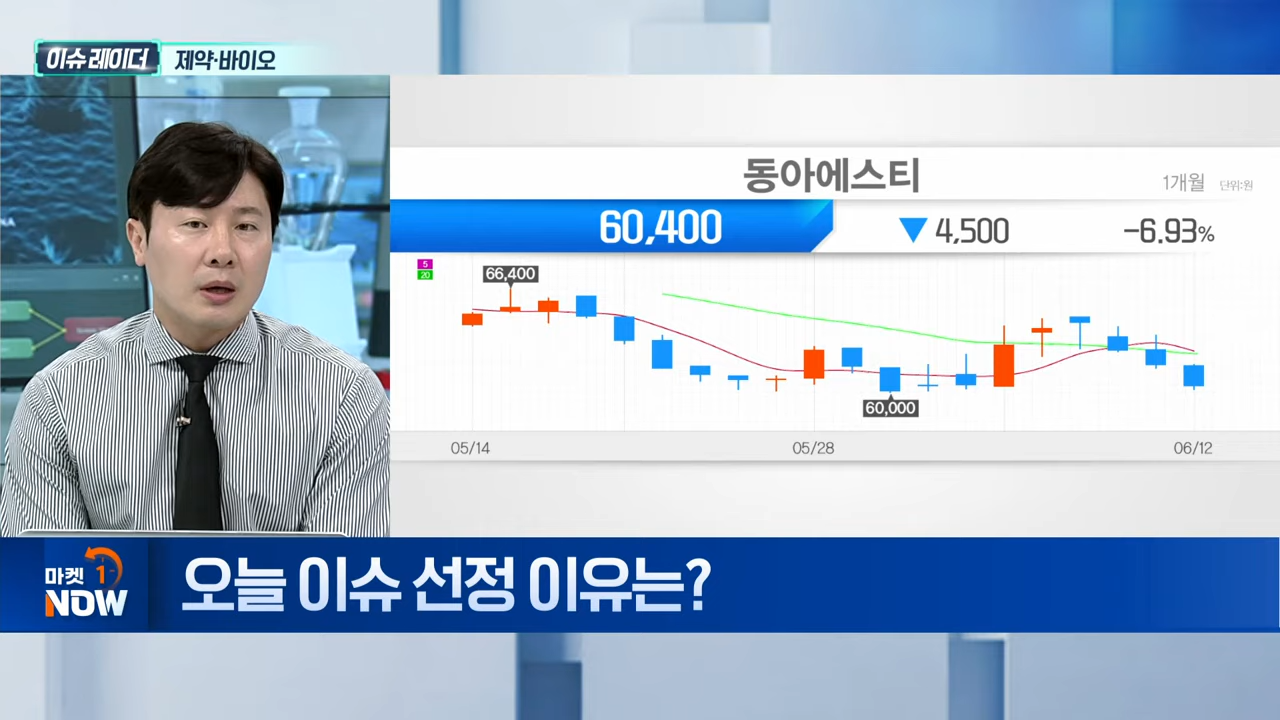 이슈 레이더 제약·바이오
동아에스티
1개월 단위:원
60,400 ▼ 4,500 -6.93%
5
20
66,400
60,000
05/14 05/28 06/12
마켓 1
NOW
오늘 이슈 선정 이유는?